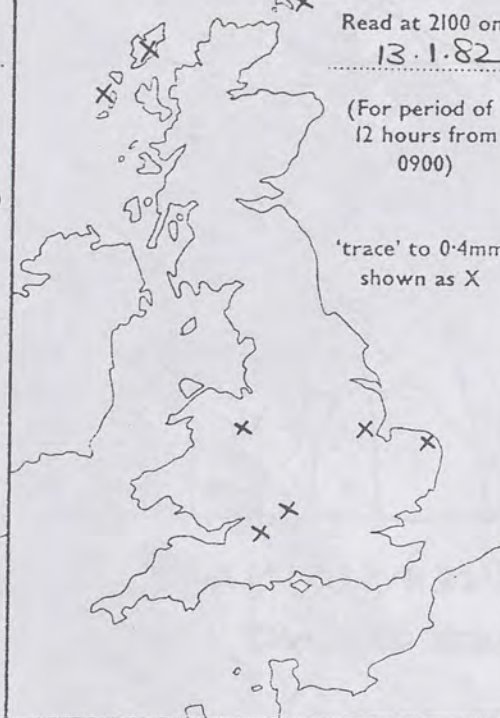 Read at 2100 on
13.1.82
(For period of
12 hours from
0900)
'trace' to 0·4mm
shown as X
X
X
X
X
X
X
X
X